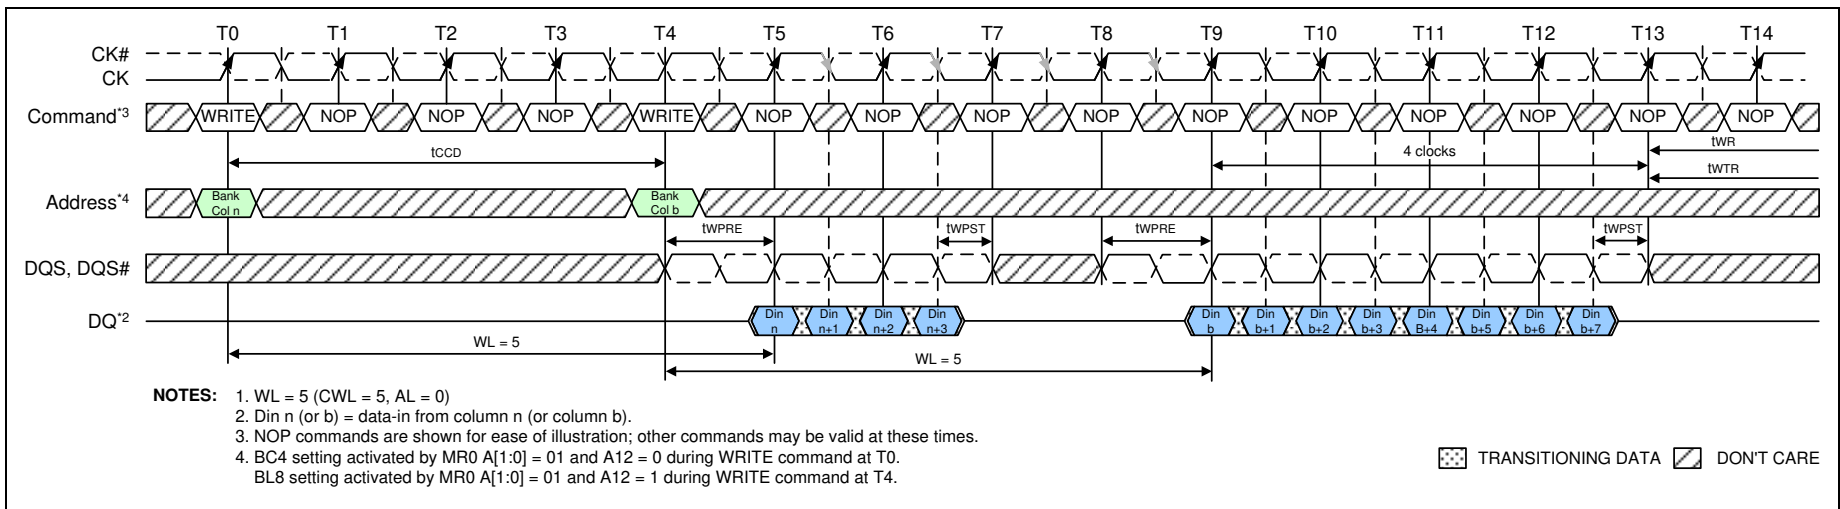 T0 T1 T2 T3 T4 T5 T6 T7 T8 T9 T10 T11 T12 T13 T14
CK#
CK
Command*3 WRITE NOP NOP NOP WRITE NOP NOP NOP NOP NOP NOP NOP NOP NOP NOP
tCCD 4 clocks tWR
tWTR
Address*4 Bank Col n Bank Col b
tWPRE tWPST tWPRE tWPST
DQS, DQS#
DQ*2 Din n Din n+1 Din n+2 Din n+3 Din b Din b+1 Din b+2 Din b+3 Din B+4 Din b+5 Din b+6 Din b+7
WL = 5
WL = 5
NOTES: 1. WL = 5 (CWL = 5, AL = 0)
2. Din n (or b) = data-in from column n (or column b).
3. NOP commands are shown for ease of illustration; other commands may be valid at these times.
4. BC4 setting activated by MR0 A[1:0] = 01 and A12 = 0 during WRITE command at T0.
BL8 setting activated by MR0 A[1:0] = 01 and A12 = 1 during WRITE command at T4.
TRANSITIONING DATA DON'T CARE